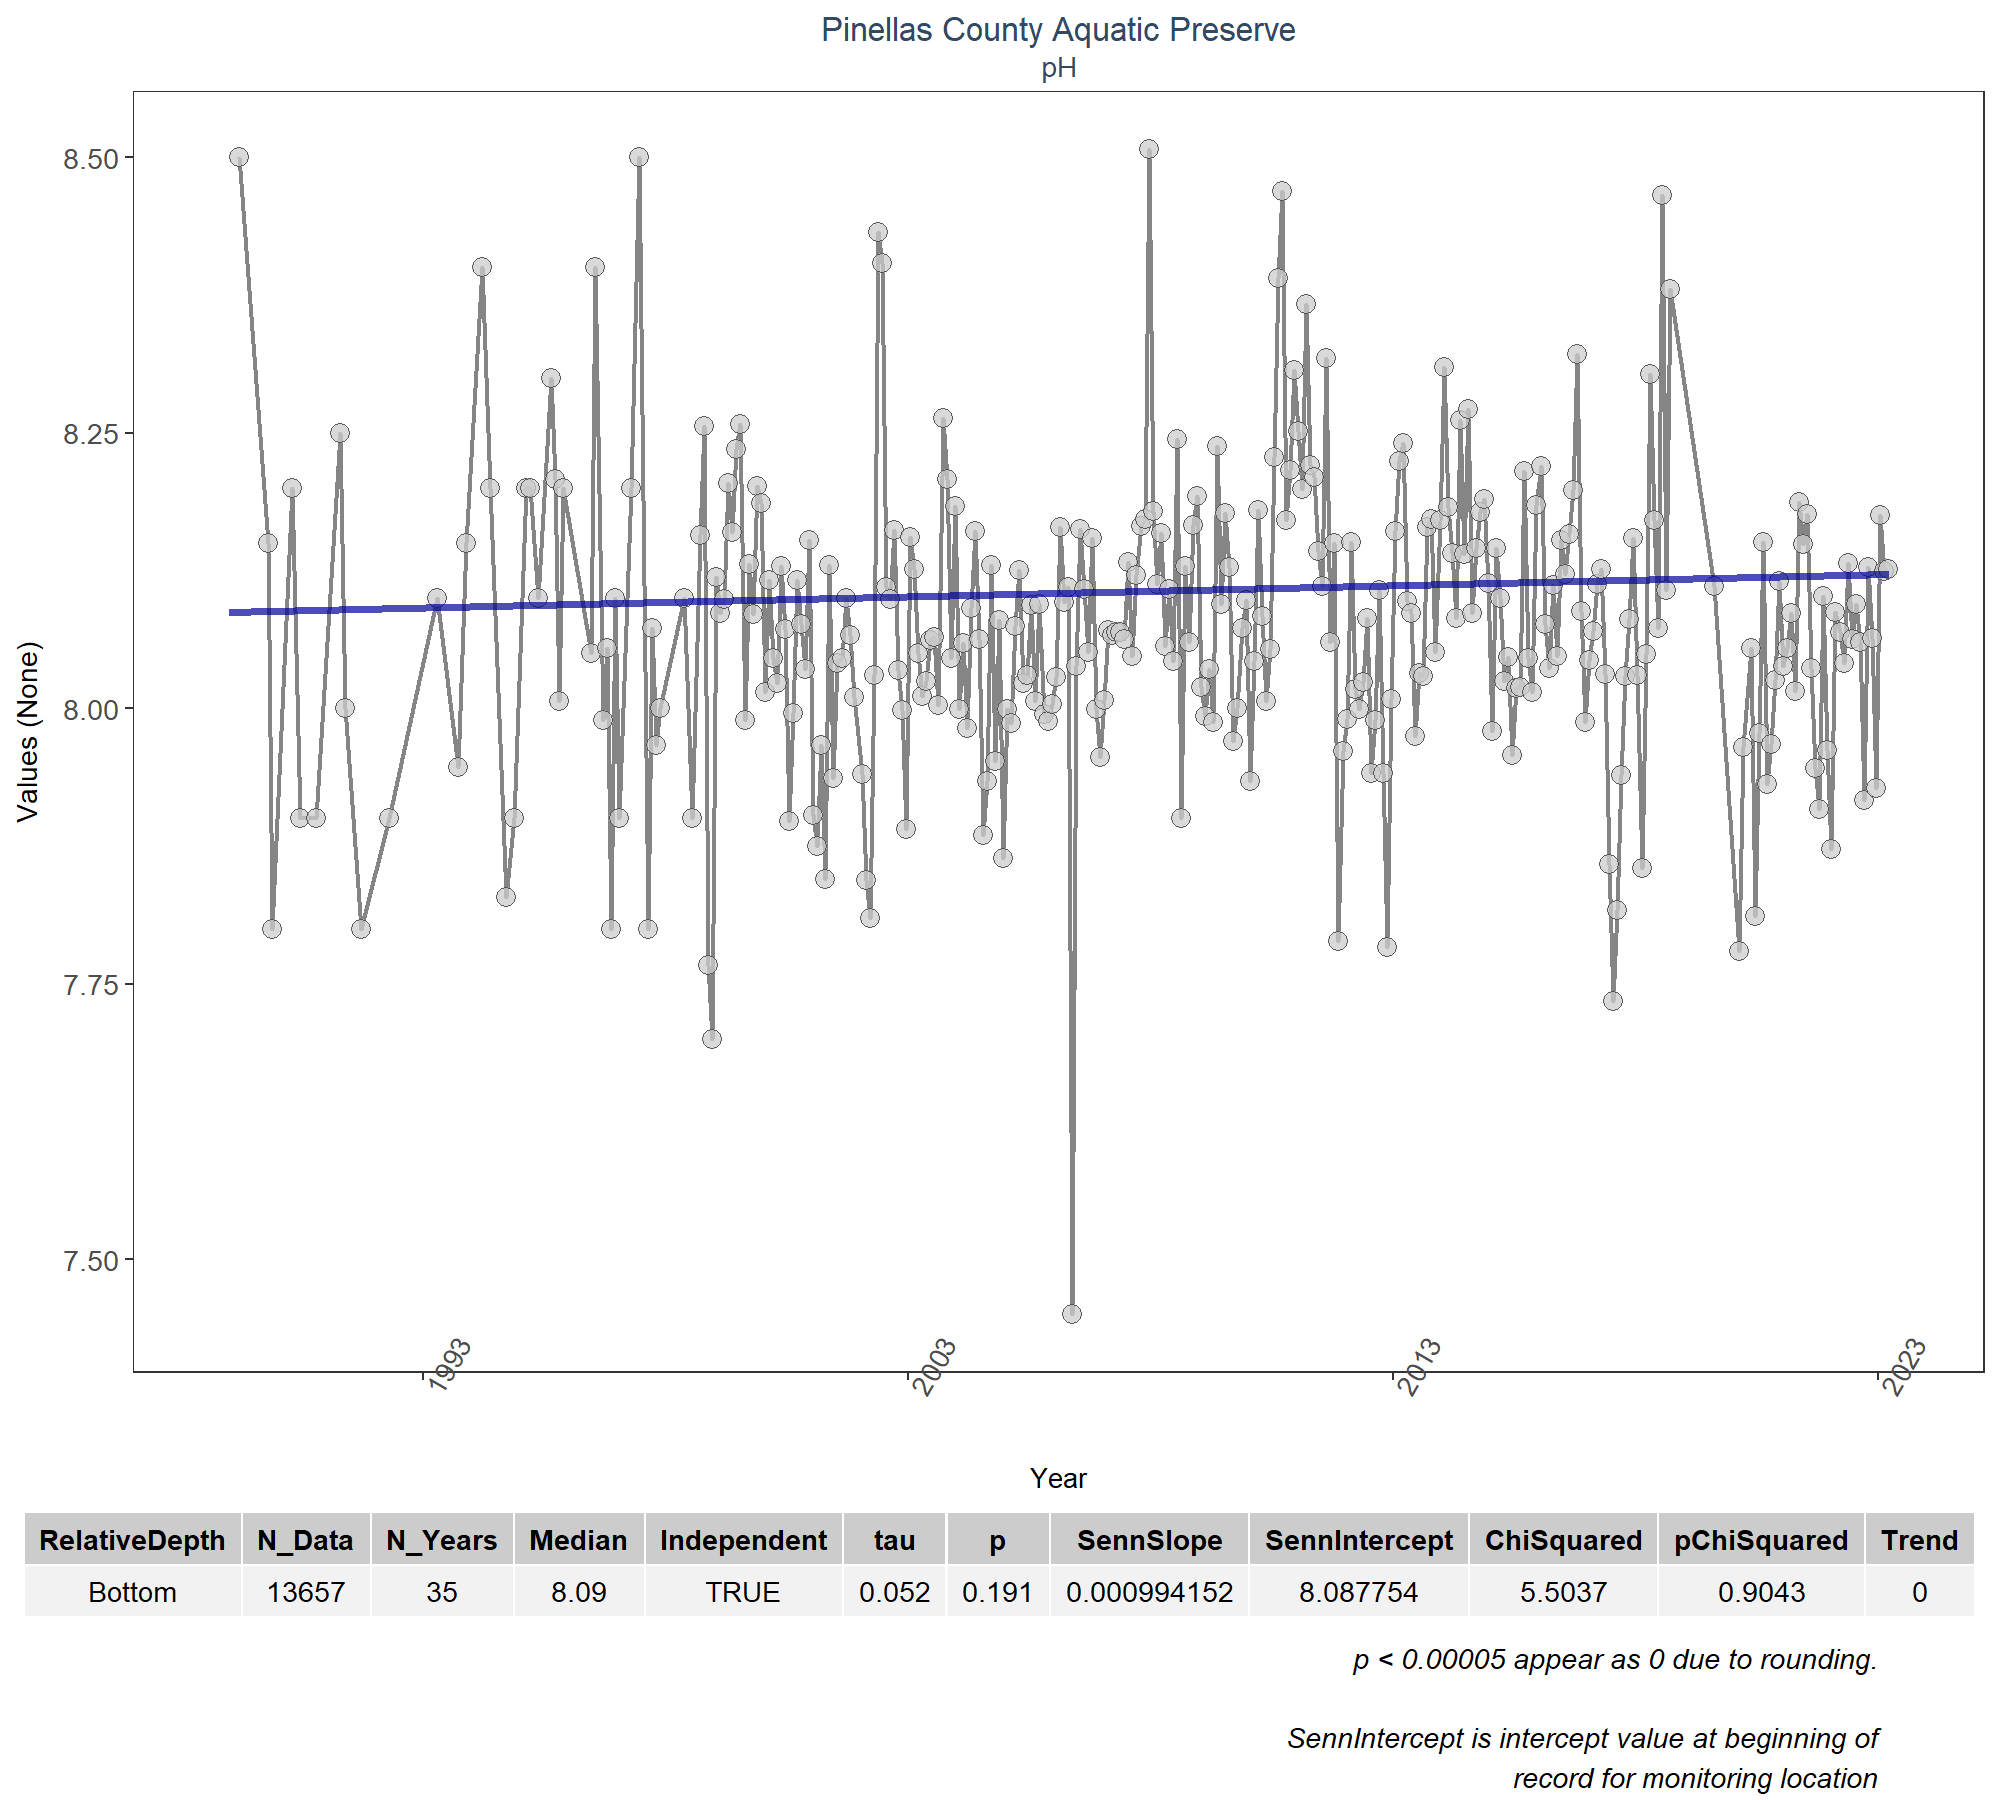 Pinellas County Aquatic Preserve
pH
8.50
8.25
8.00
7.75
7.50
Values (None)
1993
2003
2013
2023
Year
RelativeDepth N_Data N_Years Median Independent tau p SennSlope SennIntercept ChiSquared pChiSquared Trend
Bottom 13657 35 8.09 TRUE 0.052 0.191 0.000994152 8.087754 5.5037 0.9043 0
p < 0.00005 appear as 0 due to rounding.
SennIntercept is intercept value at beginning of
record for monitoring location